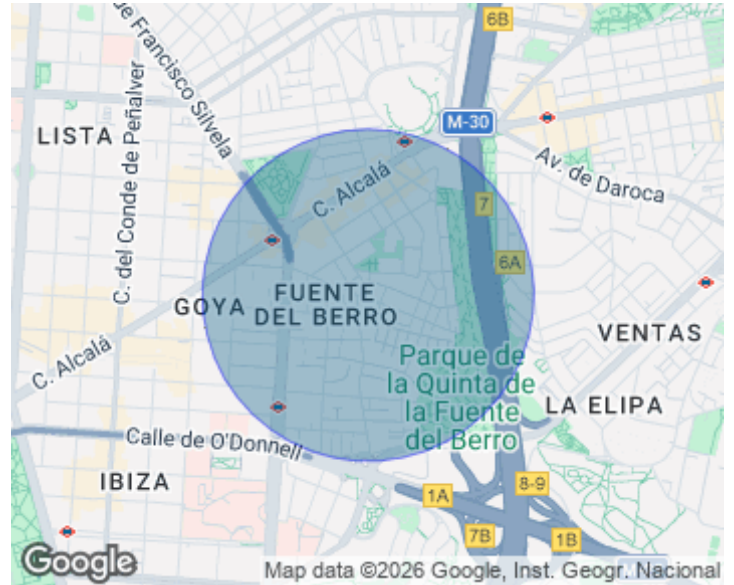 6B
de Francisco Silvela
LISTA
M-30
C. del Conde de Peñalver
Av. de Daroca
C. Alcalá
7
6A
GOYA
FUENTE
DEL BERRO
VENTAS
C. Alcalá
Parque de
la Quinta de
la Fuente
del Berro
LA ELIPA
Calle de O'Donnell
IBIZA
1A
8-9
7B
1B
Google
Map data ©2026 Google, Inst. Geogr. Nacional